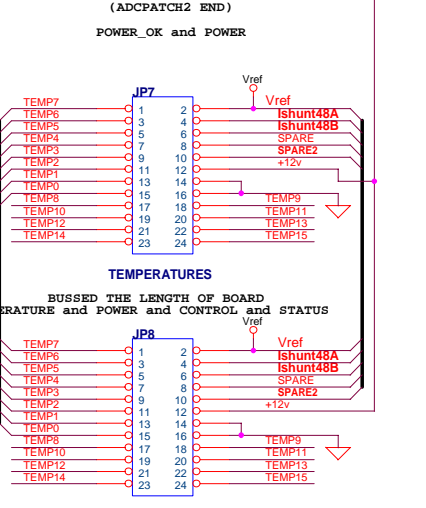 (ADCPATCH2 END)
POWER_OK and POWER
Vref
JP7
TEMP7 1 2 Vref
TEMP6 3 4 Ishunt48A
TEMP5 5 6 Ishunt48B
TEMP4 7 8 SPARE
TEMP3 9 10 SPARE2
TEMP2 11 12 +12v
TEMP1 13 14
TEMP0 15 16
TEMP8 17 18 TEMP9
TEMP10 19 20 TEMP11
TEMP12 21 22 TEMP13
TEMP14 23 24 TEMP15
TEMPERATURES
BUSSED THE LENGTH OF BOARD
ERATURE and POWER and CONTROL and STATUS
Vref
JP8
TEMP7 1 2 Vref
TEMP6 3 4 Ishunt48A
TEMP5 5 6 Ishunt48B
TEMP4 7 8 SPARE
TEMP3 9 10 SPARE2
TEMP2 11 12 +12v
TEMP1 13 14
TEMP0 15 16
TEMP8 17 18 TEMP9
TEMP10 19 20 TEMP11
TEMP12 21 22 TEMP13
TEMP14 23 24 TEMP15